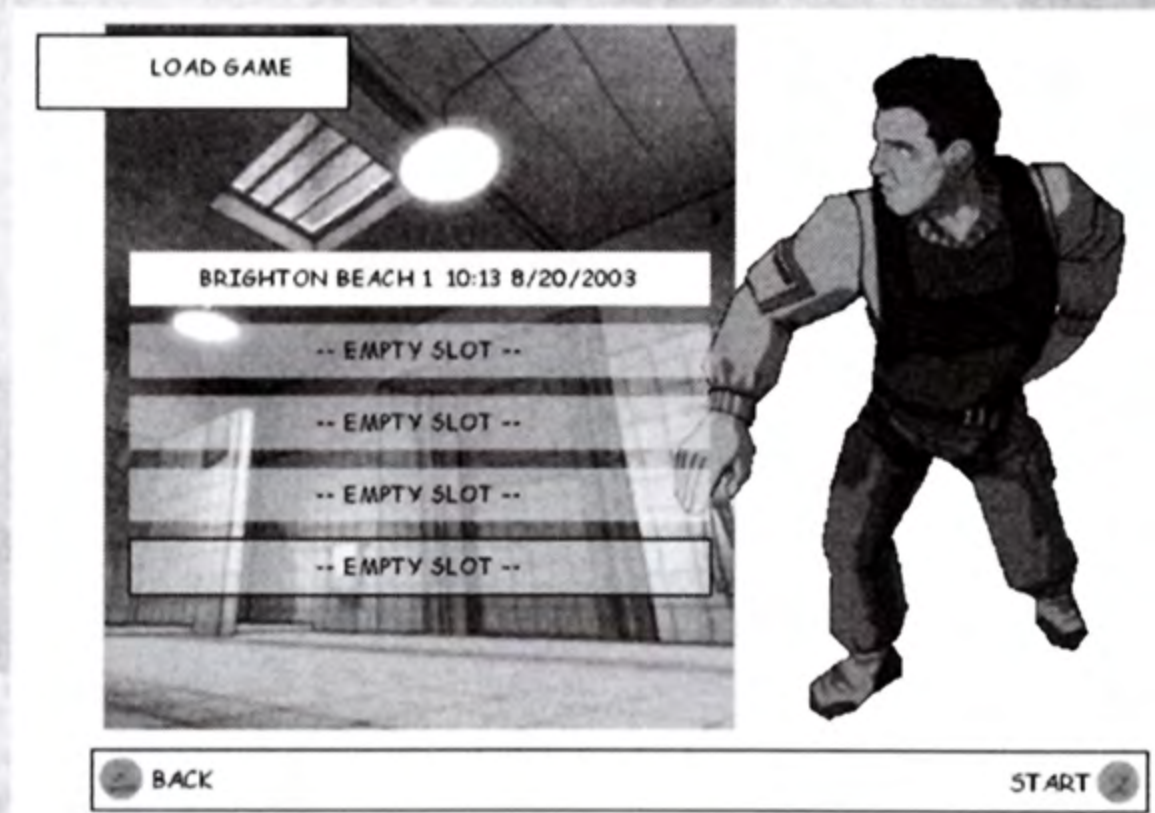 LOAD GAME
BRIGHTON BEACH 1 10:13 8/20/2003
-- EMPTY SLOT --
-- EMPTY SLOT --
-- EMPTY SLOT --
-- EMPTY SLOT --
BACK
START